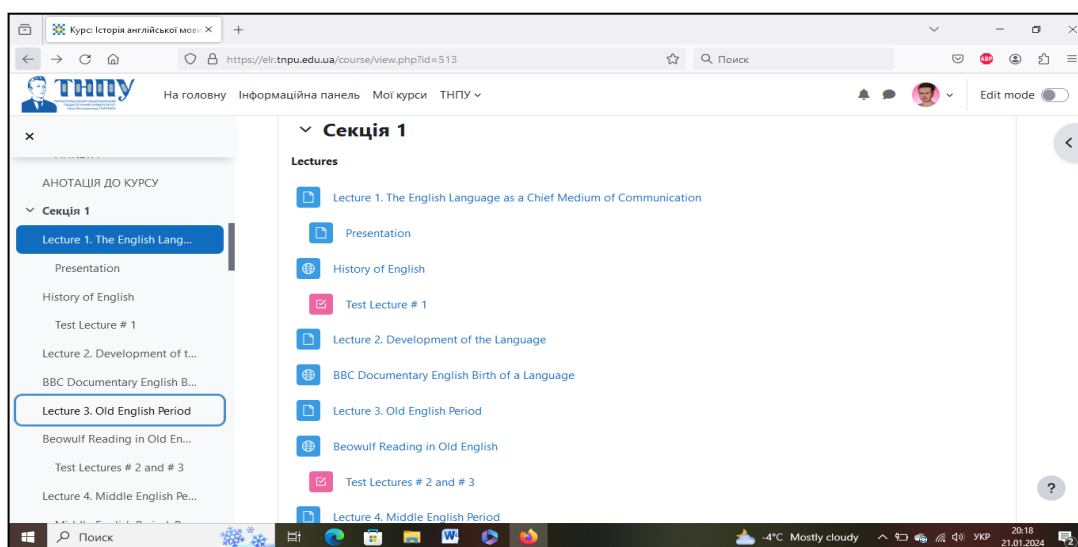 Курс: Історія англійської мови
https://elr.tnpu.edu.ua/course/view.php?id=513
Поиск
ABP
ТНПУ
На головну Інформаційна панель Мої курси ТНПУ
Edit mode
АНОТАЦІЯ ДО КУРСУ
Секція 1
Lecture 1. The English Lang...
Presentation
History of English
Test Lecture # 1
Lecture 2. Development of t...
BBC Documentary English B...
Lecture 3. Old English Period
Beowulf Reading in Old En...
Test Lectures # 2 and # 3
Lecture 4. Middle English Pe...
Секція 1
Lectures
Lecture 1. The English Language as a Chief Medium of Communication
Presentation
History of English
Test Lecture # 1
Lecture 2. Development of the Language
BBC Documentary English Birth of a Language
Lecture 3. Old English Period
Beowulf Reading in Old English
Test Lectures # 2 and # 3
Lecture 4. Middle English Period
?
Поиск
-4°C Mostly cloudy
УКР
20:18
21.01.2024
2